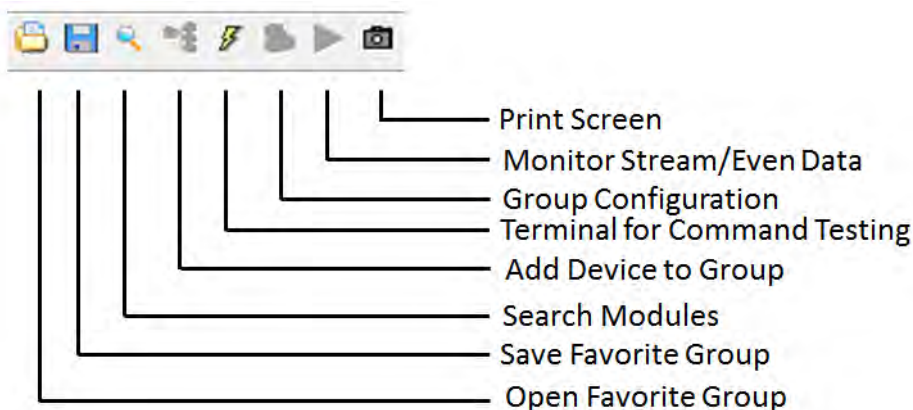 Print Screen
Monitor Stream/Even Data
Group Configuration
Terminal for Command Testing
Add Device to Group
Search Modules
Save Favorite Group
Open Favorite Group